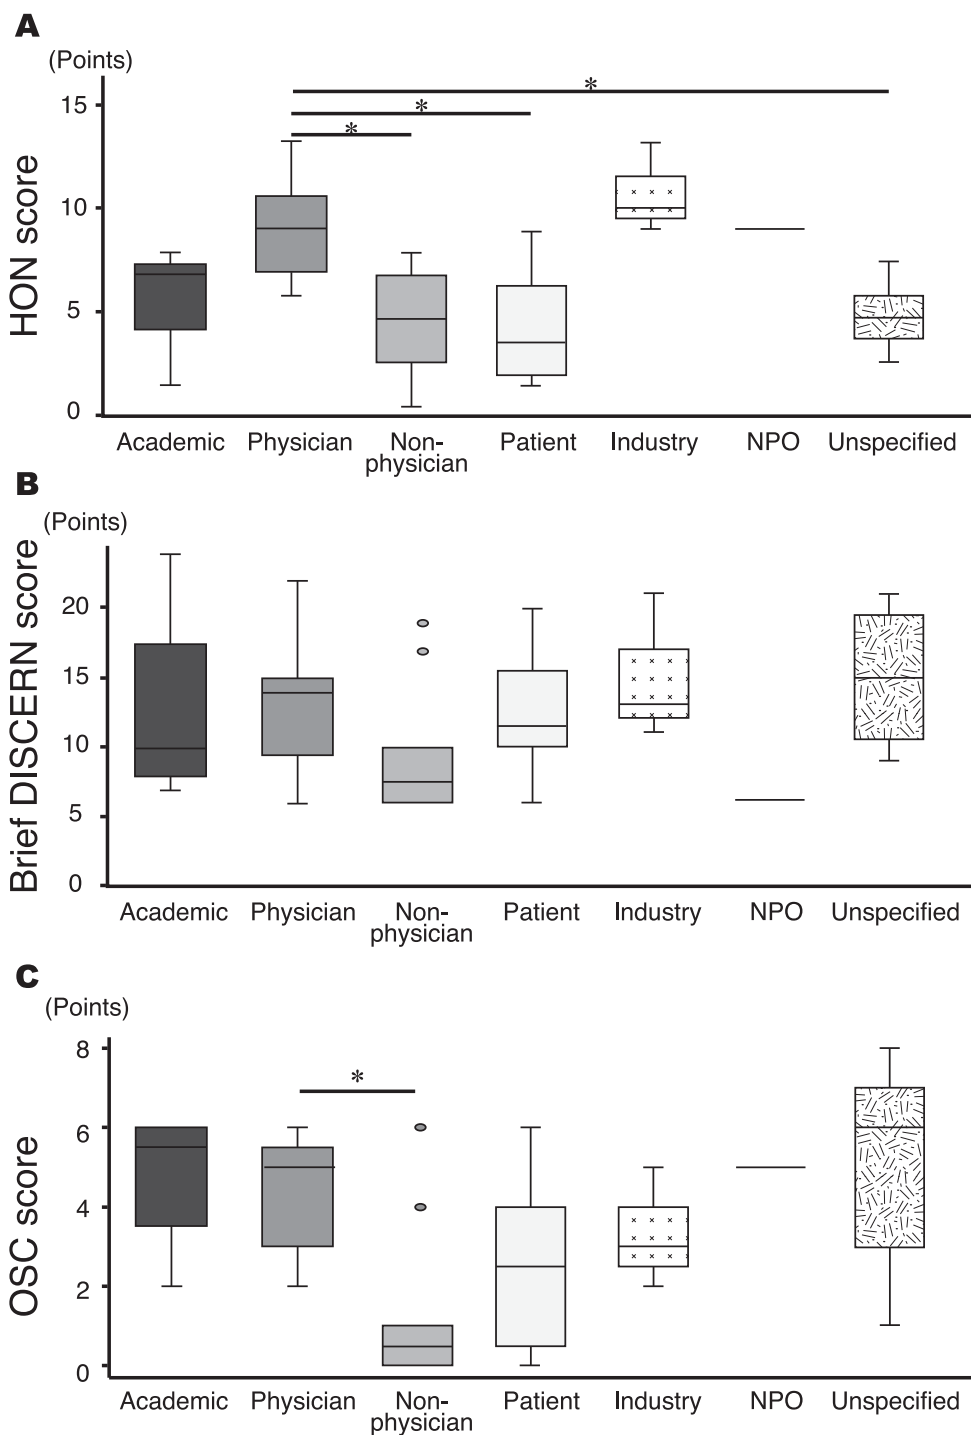 A
(Points)
HON score
15
10
5
0
*
*
*
Academic Physician Non-physician Patient Industry NPO Unspecified
B
(Points)
Brief DISCERN score
20
15
10
5
0
Academic Physician Non-physician Patient Industry NPO Unspecified
C
(Points)
OSC score
8
6
4
2
0
*
Academic Physician Non-physician Patient Industry NPO Unspecified